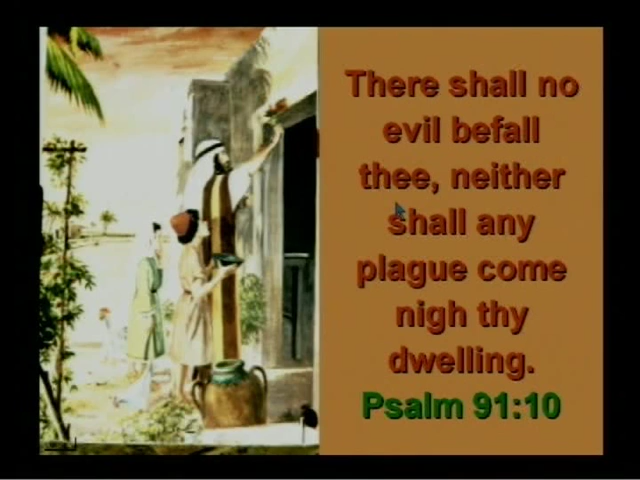 There shall no
evil befall
thee, neither
shall any
plague come
nigh thy
dwelling.
Psalm 91:10